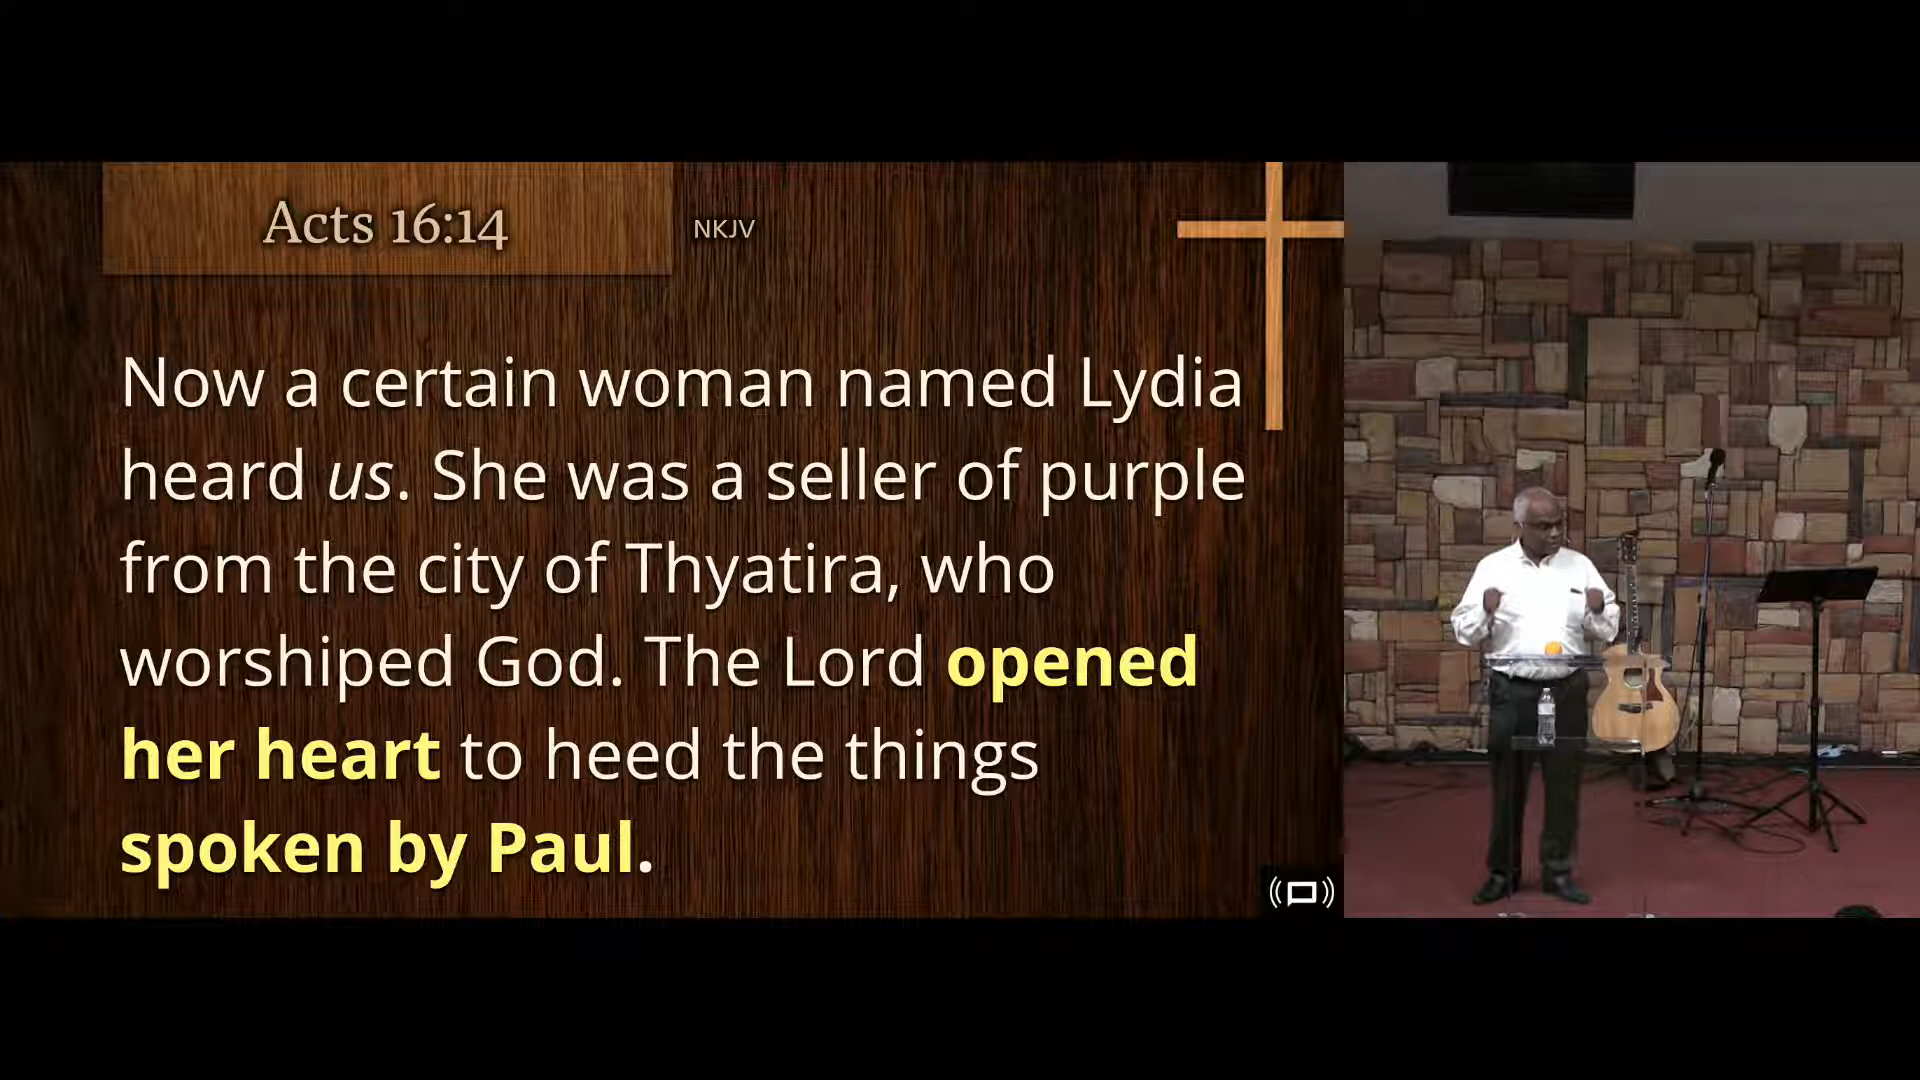 Acts 16:14
NKJV
Now a certain woman named Lydia
heard us. She was a seller of purple
from the city of Thyatira, who
worshiped God. The Lord opened
her heart to heed the things
spoken by Paul.